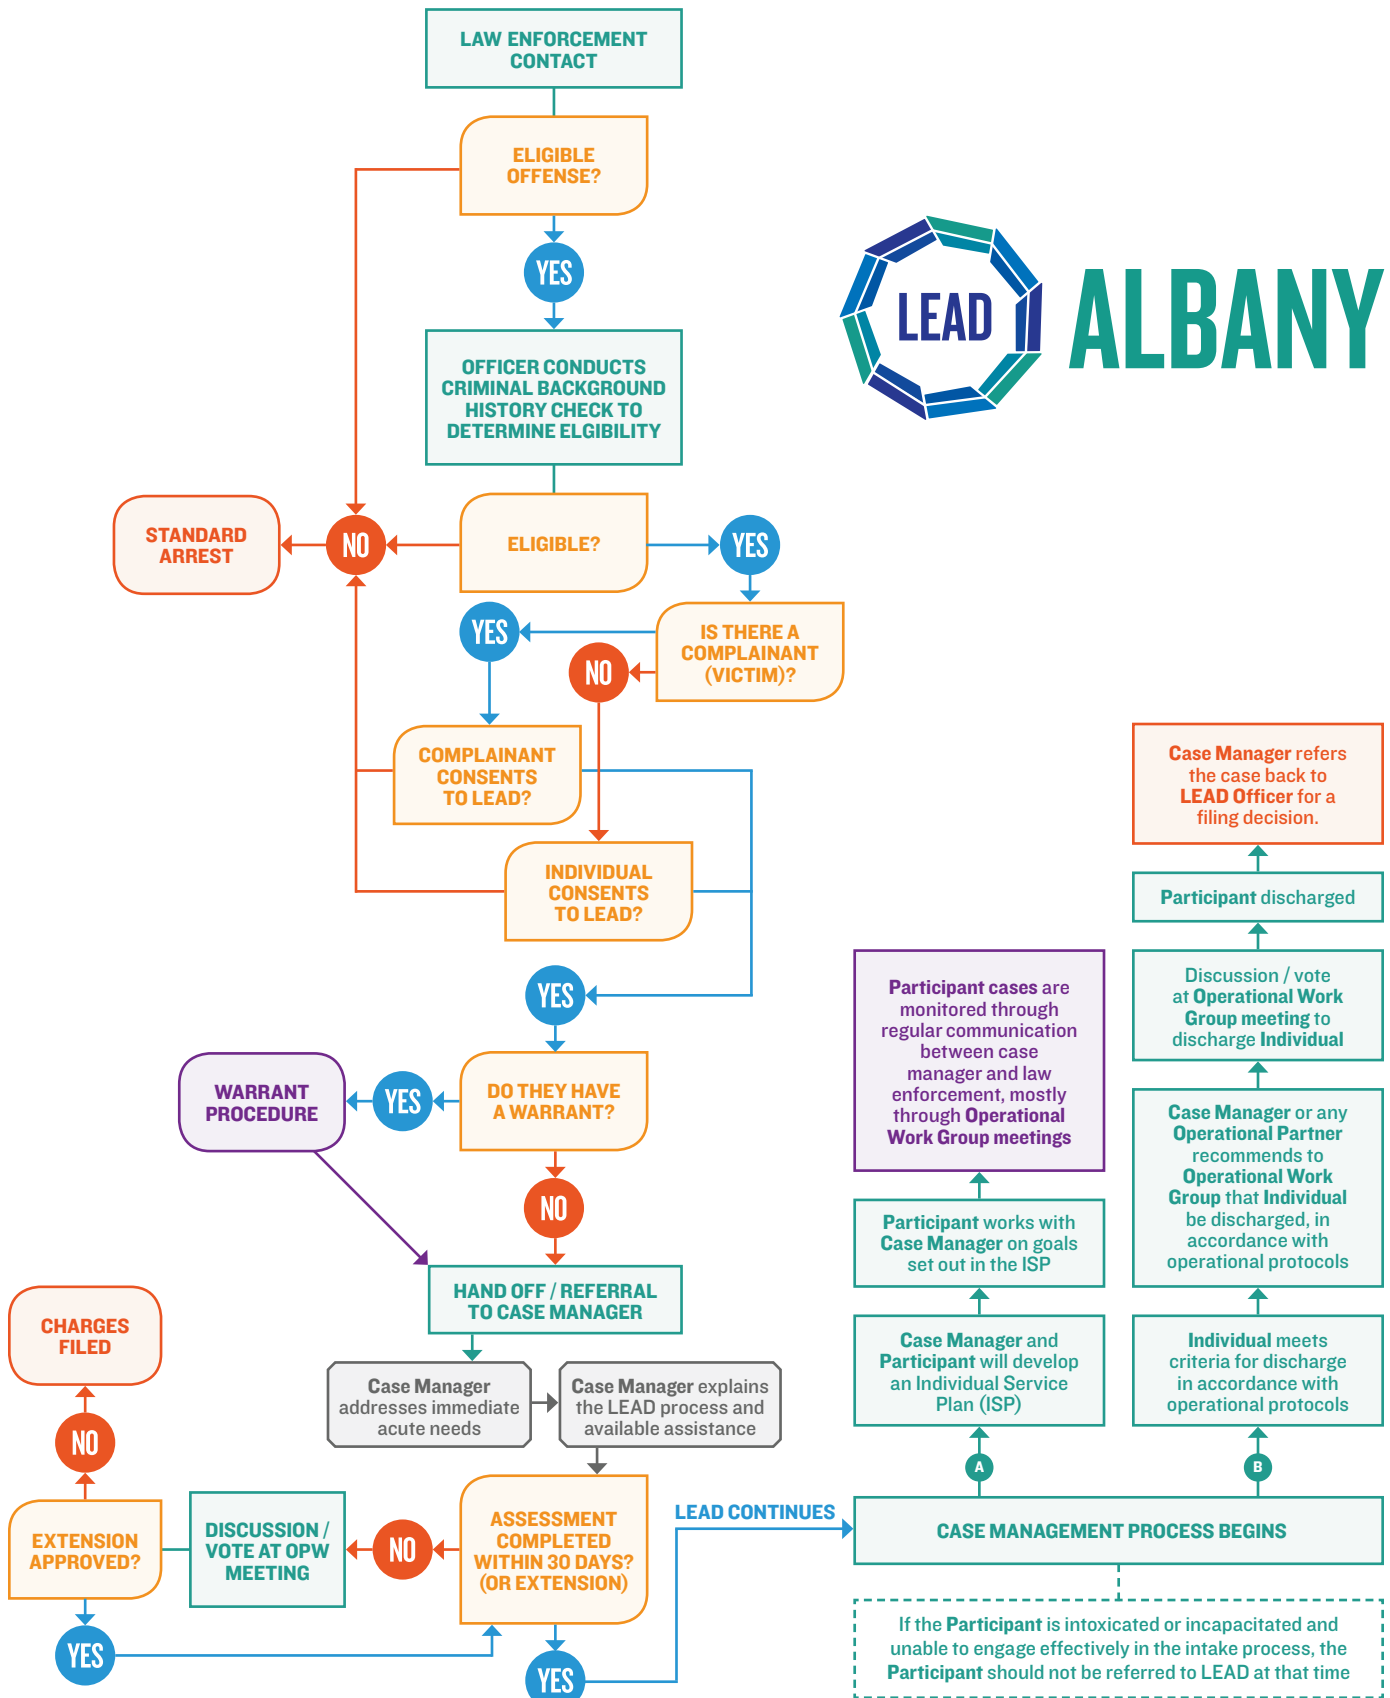 LAW ENFORCEMENT
CONTACT
ELIGIBLE
OFFENSE?
YES
LEAD
ALBANY
OFFICER CONDUCTS
CRIMINAL BACKGROUND
HISTORY CHECK TO
DETERMINE ELGIBILITY
STANDARD
ARREST
NO
ELIGIBLE?
YES
YES
IS THERE A
COMPLAINANT
(VICTIM)?
NO
COMPLAINANT
CONSENTS
TO LEAD?
INDIVIDUAL
CONSENTS
TO LEAD?
YES
WARRANT
PROCEDURE
YES
DO THEY HAVE
A WARRANT?
NO
HAND OFF / REFERRAL
TO CASE MANAGER
Case Manager
addresses immediate
acute needs
Case Manager explains
the LEAD process and
available assistance
CHARGES
FILED
NO
EXTENSION
APPROVED?
YES
DISCUSSION /
VOTE AT OPW
MEETING
NO
ASSESSMENT
COMPLETED
WITHIN 30 DAYS?
(OR EXTENSION)
YES
LEAD CONTINUES
Participant cases are
monitored through
regular communication
between case
manager and law
enforcement, mostly
through Operational
Work Group meetings
Participant works with
Case Manager on goals
set out in the ISP
Case Manager and
Participant will develop
an Individual Service
Plan (ISP)
A
Case Manager refers
the case back to
LEAD Officer for a
filing decision.
Participant discharged
Discussion / vote
at Operational Work
Group meeting to
discharge Individual
Case Manager or any
Operational Partner
recommends to
Operational Work
Group that Individual
be discharged, in
accordance with
operational protocols
Individual meets
criteria for discharge
in accordance with
operational protocols
B
CASE MANAGEMENT PROCESS BEGINS
If the Participant is intoxicated or incapacitated and
unable to engage effectively in the intake process, the
Participant should not be referred to LEAD at that time